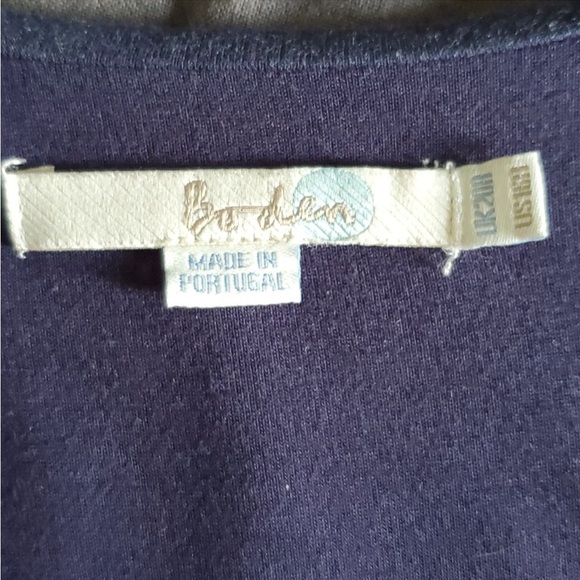 Boden
MADE IN
PORTUGAL
UK20R
US16R